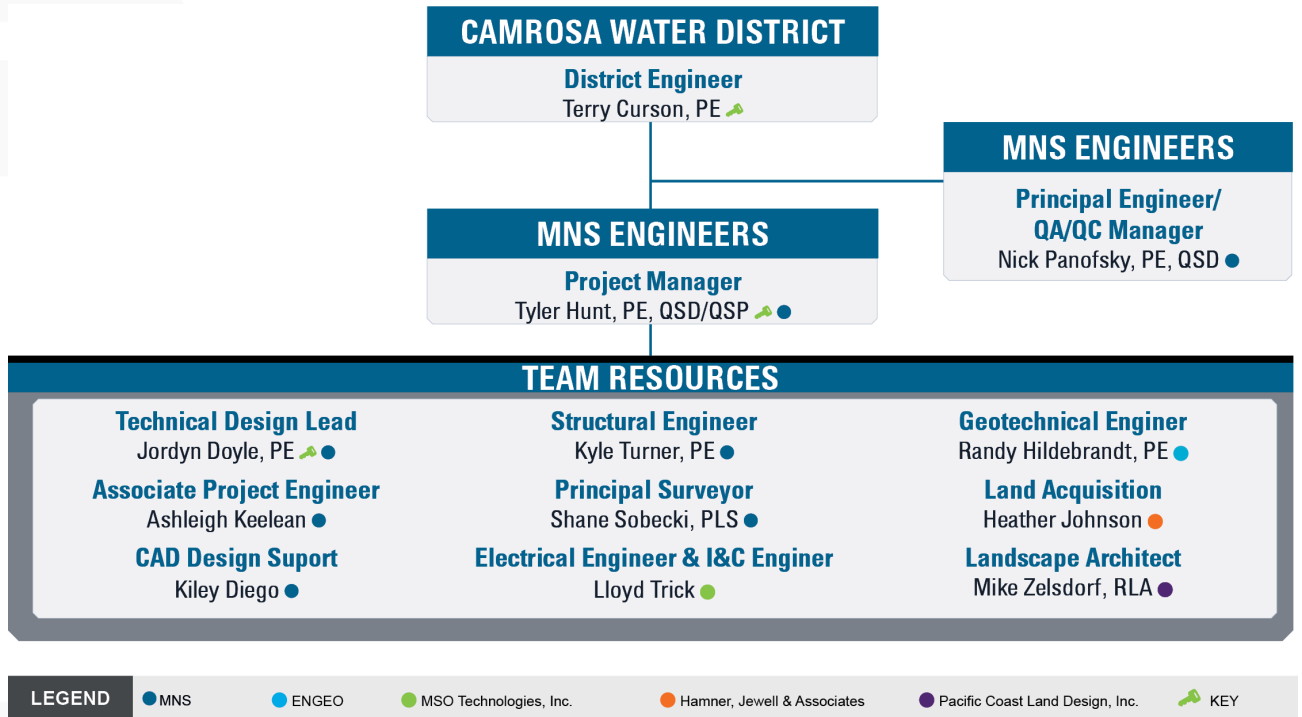 CAMROSA WATER DISTRICT
District Engineer
Terry Curson, PE
MNS ENGINEERS
Principal Engineer/
QA/QC Manager
Nick Panofsky, PE, QSD
MNS ENGINEERS
Project Manager
Tyler Hunt, PE, QSD/QSP
TEAM RESOURCES
Technical Design Lead
Jordyn Doyle, PE
Associate Project Engineer
Ashleigh Keelean
CAD Design Suport
Kiley Diego
Structural Engineer
Kyle Turner, PE
Principal Surveyor
Shane Sobecki, PLS
Electrical Engineer & I&C Enginer
Lloyd Trick
Geotechnical Enginer
Randy Hildebrandt, PE
Land Acquisition
Heather Johnson
Landscape Architect
Mike Zelsdorf, RLA
LEGEND MNS ENGEO MSO Technologies, Inc. Hamner, Jewell & Associates Pacific Coast Land Design, Inc. KEY